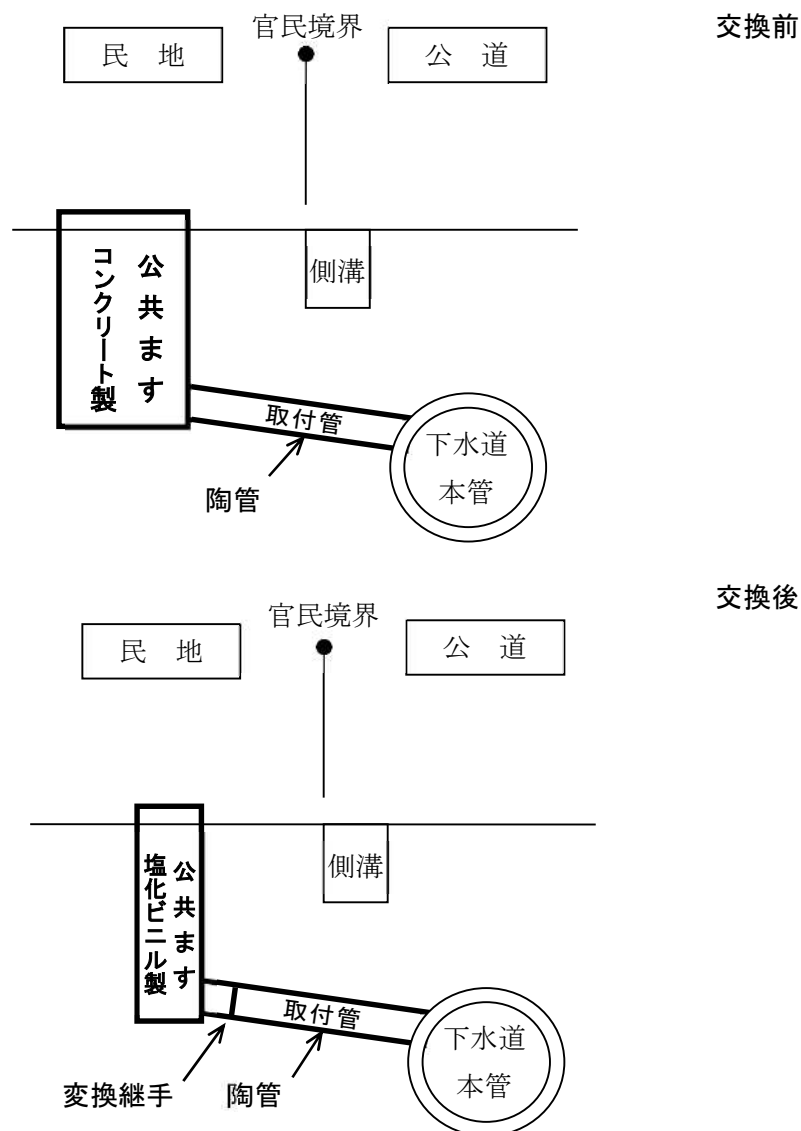 交換前
官民境界
民 地
公 道
公共ます
コンクリート製
側溝
取付管
下水道
本管
陶管
交換後
官民境界
民 地
公 道
公共ます
塩化ビニル製
側溝
取付管
下水道
本管
変換継手
陶管